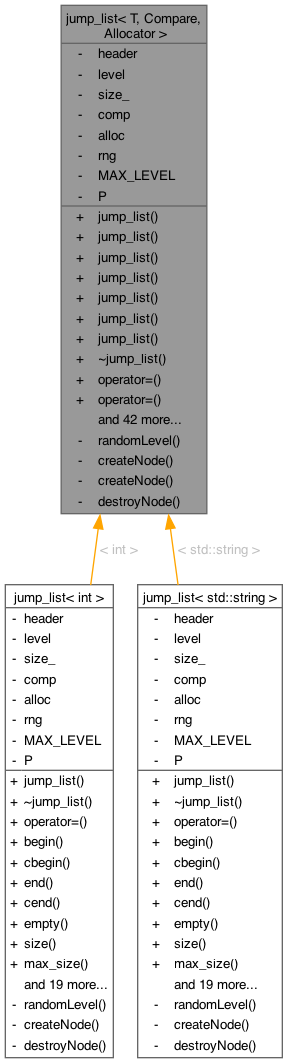 jump_list< T, Compare,
Allocator >
- header
- level
- size_
- comp
- alloc
- rng
- MAX_LEVEL
- P
+ jump_list()
+ jump_list()
+ jump_list()
+ jump_list()
+ jump_list()
+ jump_list()
+ jump_list()
+ ~jump_list()
+ operator=()
+ operator=()
and 42 more...
- randomLevel()
- createNode()
- createNode()
- destroyNode()
< int >
< std::string >
jump_list< int >
- header
- level
- size_
- comp
- alloc
- rng
- MAX_LEVEL
- P
+ jump_list()
+ ~jump_list()
+ operator=()
+ begin()
+ cbegin()
+ end()
+ cend()
+ empty()
+ size()
+ max_size()
and 19 more...
- randomLevel()
- createNode()
- destroyNode()
jump_list< std::string >
- header
- level
- size_
- comp
- alloc
- rng
- MAX_LEVEL
- P
+ jump_list()
+ ~jump_list()
+ operator=()
+ begin()
+ cbegin()
+ end()
+ cend()
+ empty()
+ size()
+ max_size()
and 19 more...
- randomLevel()
- createNode()
- destroyNode()